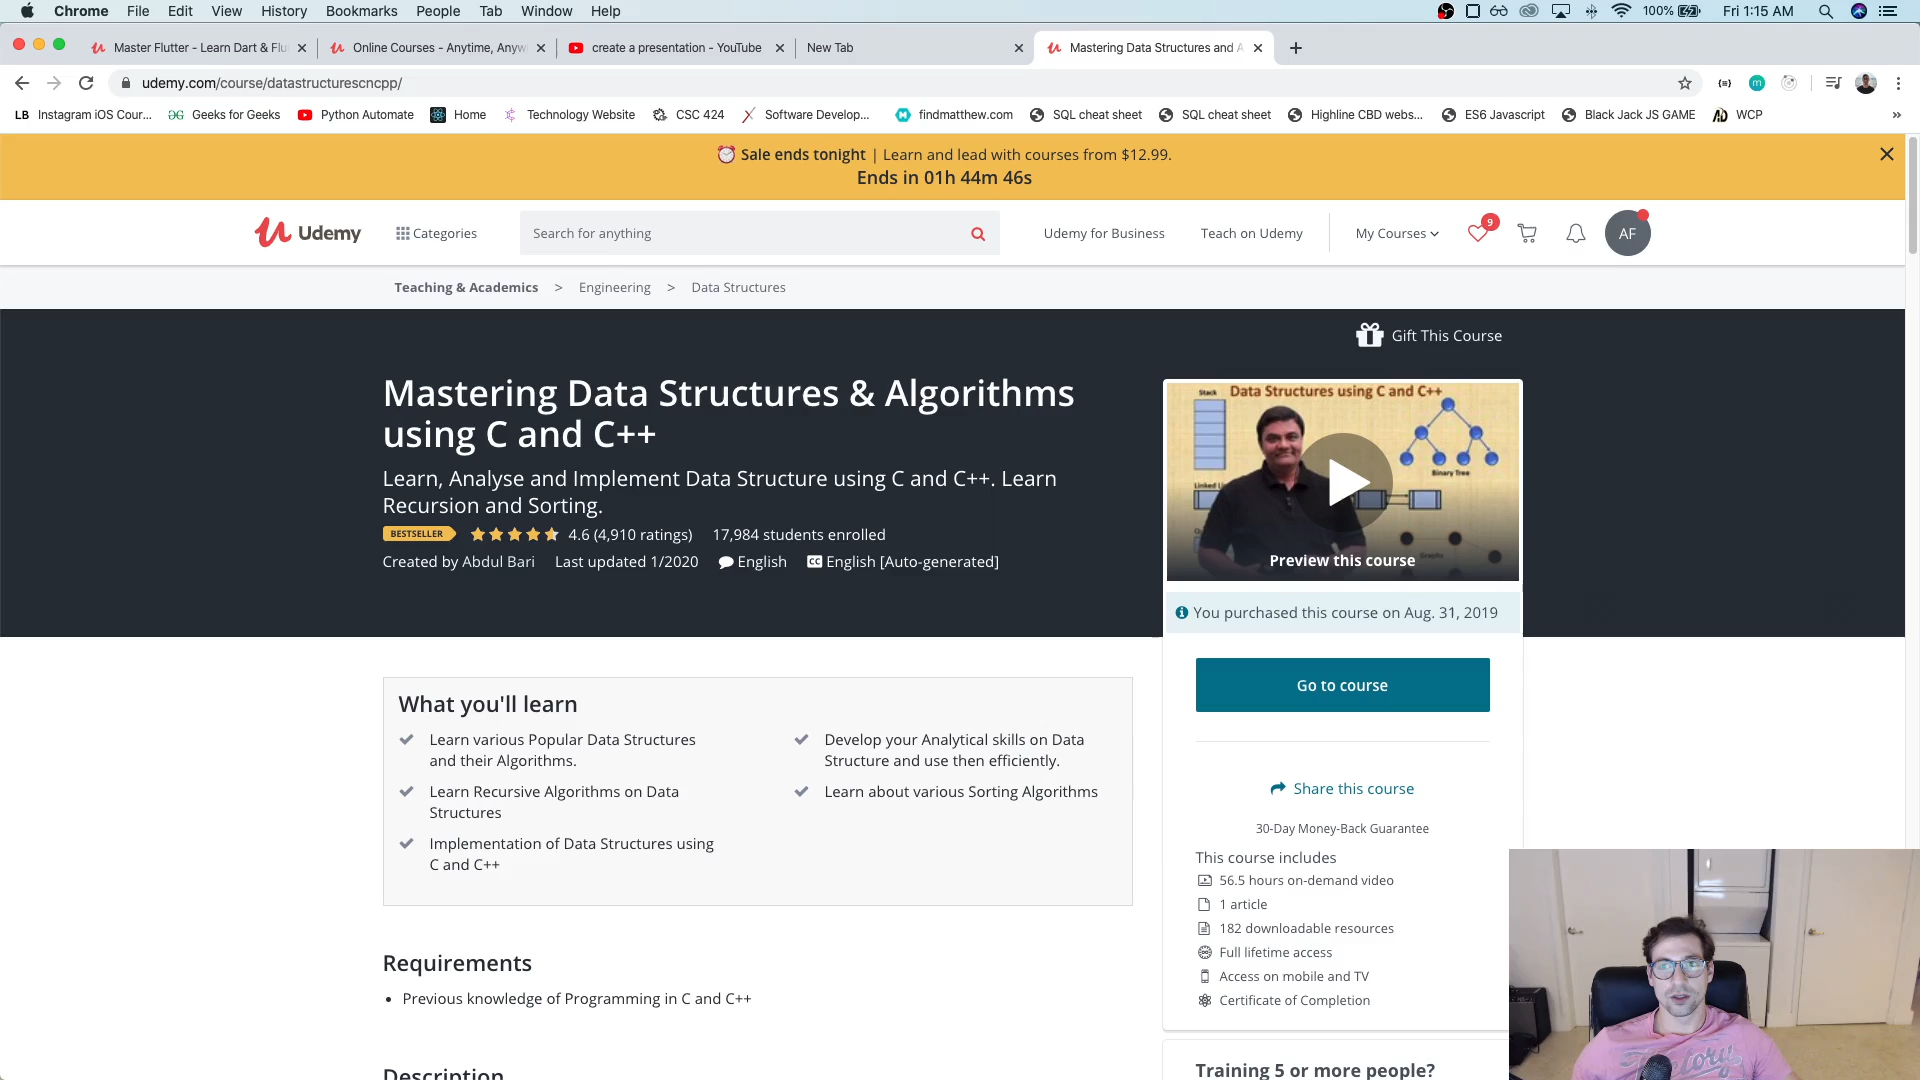 Chrome File Edit View History Bookmarks People Tab Window Help 100% Fri 1:15 AM
Master Flutter - Learn Dart & Flu Online Courses - Anytime, Anyw create a presentation - YouTube New Tab Mastering Data Structures and A
udemy.com/course/datastructurescncpp/
LB Instagram iOS Cour... Geeks for Geeks Python Automate Home Technology Website CSC 424 Software Develop... findmatthew.com SQL cheat sheet SQL cheat sheet Highline CBD webs... ES6 Javascript Black Jack JS GAME WCP »
Sale ends tonight | Learn and lead with courses from $12.99.
Ends in 01h 44m 46s
Udemy Categories Search for anything Udemy for Business Teach on Udemy My Courses 9 AF
Teaching & Academics > Engineering > Data Structures
Gift This Course
Mastering Data Structures & Algorithms
using C and C++
Learn, Analyse and Implement Data Structure using C and C++. Learn
Recursion and Sorting.
BESTSELLER 4.6 (4,910 ratings) 17,984 students enrolled
Created by Abdul Bari Last updated 1/2020 English CC English [Auto-generated]
Stack Data Structures using C and C++
Binary Tree
Linked Li
Graphs
Preview this course
You purchased this course on Aug. 31, 2019
Go to course
Share this course
30-Day Money-Back Guarantee
This course includes
56.5 hours on-demand video
1 article
182 downloadable resources
Full lifetime access
Access on mobile and TV
Certificate of Completion
Training 5 or more people?
What you'll learn
Learn various Popular Data Structures
and their Algorithms.
Learn Recursive Algorithms on Data
Structures
Implementation of Data Structures using
C and C++
Develop your Analytical skills on Data
Structure and use then efficiently.
Learn about various Sorting Algorithms
Requirements
• Previous knowledge of Programming in C and C++
Description